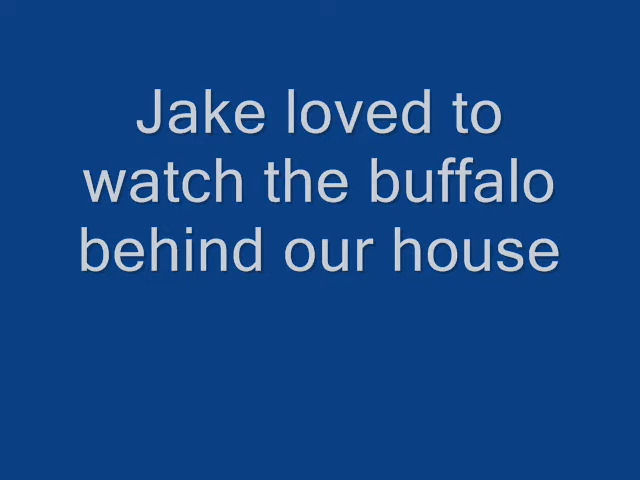 Jake loved to
watch the buffalo
behind our house